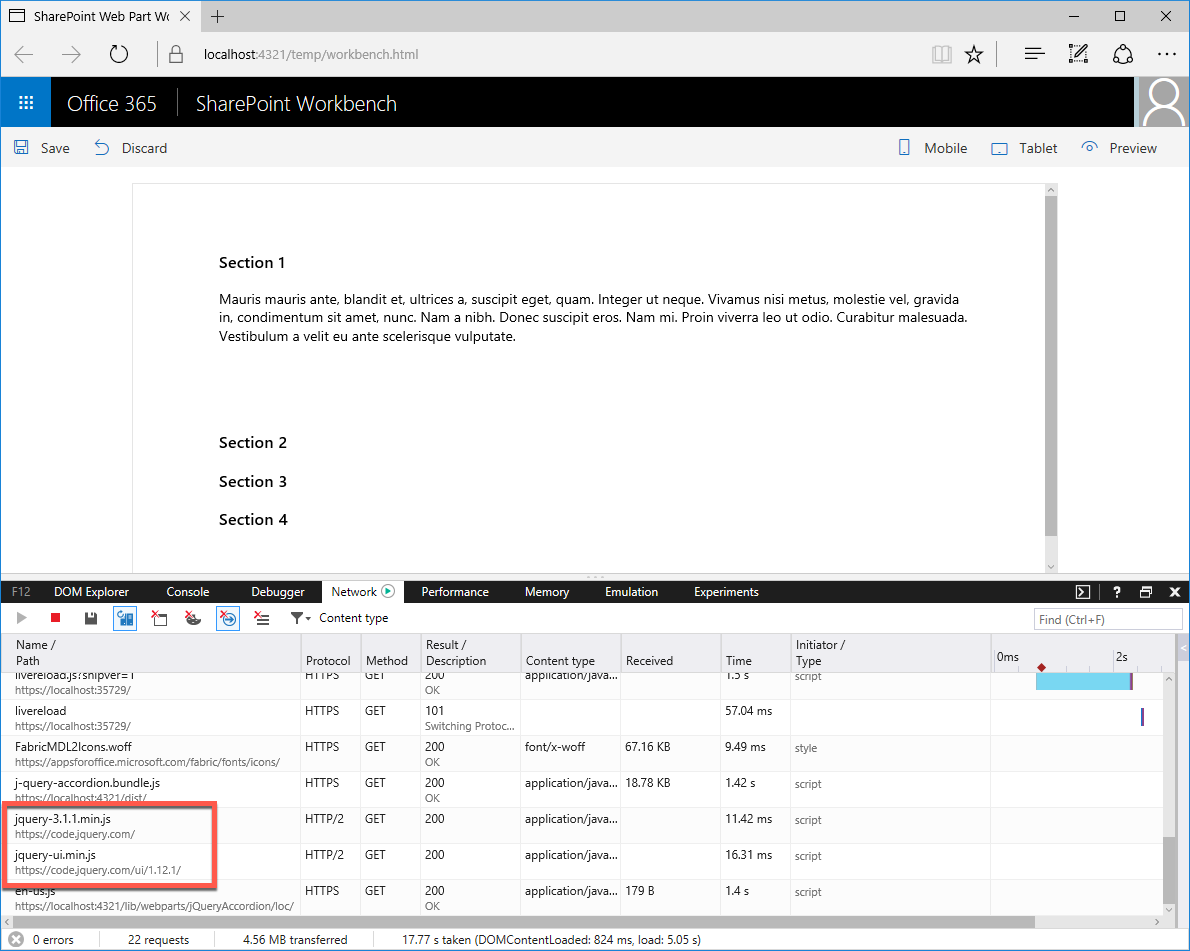 SharePoint Web Part Wo
localhost:4321/temp/workbench.html
Office 365 SharePoint Workbench
Save Discard Mobile Tablet Preview
Section 1
Mauris mauris ante, blandit et, ultrices a, suscipit eget, quam. Integer ut neque. Vivamus nisi metus, molestie vel, gravida
in, condimentum sit amet, nunc. Nam a nibh. Donec suscipit eros. Nam mi. Proin viverra leo ut odio. Curabitur malesuada.
Vestibulum a velit eu ante scelerisque vulputate.
Section 2
Section 3
Section 4
F12 DOM Explorer Console Debugger Network Performance Memory Emulation Experiments
Content type Find (Ctrl+F)
Name / Result / Initiator /
Path Protocol Method Description Content type Received Time Type 0ms 2s
livereload.js?snipver=1 HTTPS GET 200 application/java... 1.5 s script
https://localhost:35729/ OK
livereload HTTPS GET 101 57.04 ms
https://localhost:35729/ Switching Protoc...
FabricMDL2Icons.woff HTTPS GET 200 font/x-woff 67.16 KB 9.49 ms style
https://appsforoffice.microsoft.com/fabric/fonts/icons/ OK
j-query-accordion.bundle.js HTTPS GET 200 application/java... 18.78 KB 1.42 s script
https://localhost:4321/dist/ OK
jquery-3.1.1.min.js HTTP/2 GET 200 application/java... 11.42 ms script
https://code.jquery.com/
jquery-ui.min.js HTTP/2 GET 200 application/java... 16.31 ms script
https://code.jquery.com/ui/1.12.1/
en-us.js HTTPS GET 200 application/java... 179 B 1.4 s script
https://localhost:4321/lib/webparts/jQueryAccordion/loc/ OK
0 errors 22 requests 4.56 MB transferred 17.77 s taken (DOMContentLoaded: 824 ms, load: 5.05 s)